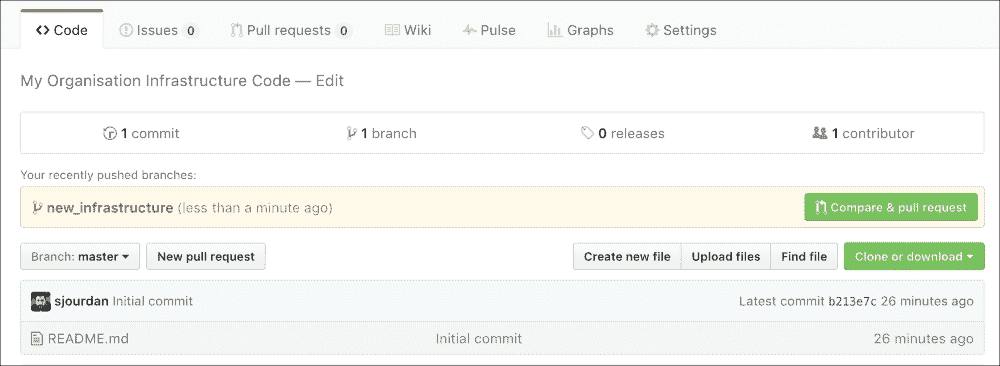 Code Issues 0 Pull requests 0 Wiki Pulse Graphs Settings
My Organisation Infrastructure Code — Edit
1 commit 1 branch 0 releases 1 contributor
Your recently pushed branches:
new_infrastructure (less than a minute ago) Compare & pull request
Branch: master New pull request Create new file Upload files Find file Clone or download
sjourdan Initial commit Latest commit b213e7c 26 minutes ago
README.md Initial commit 26 minutes ago